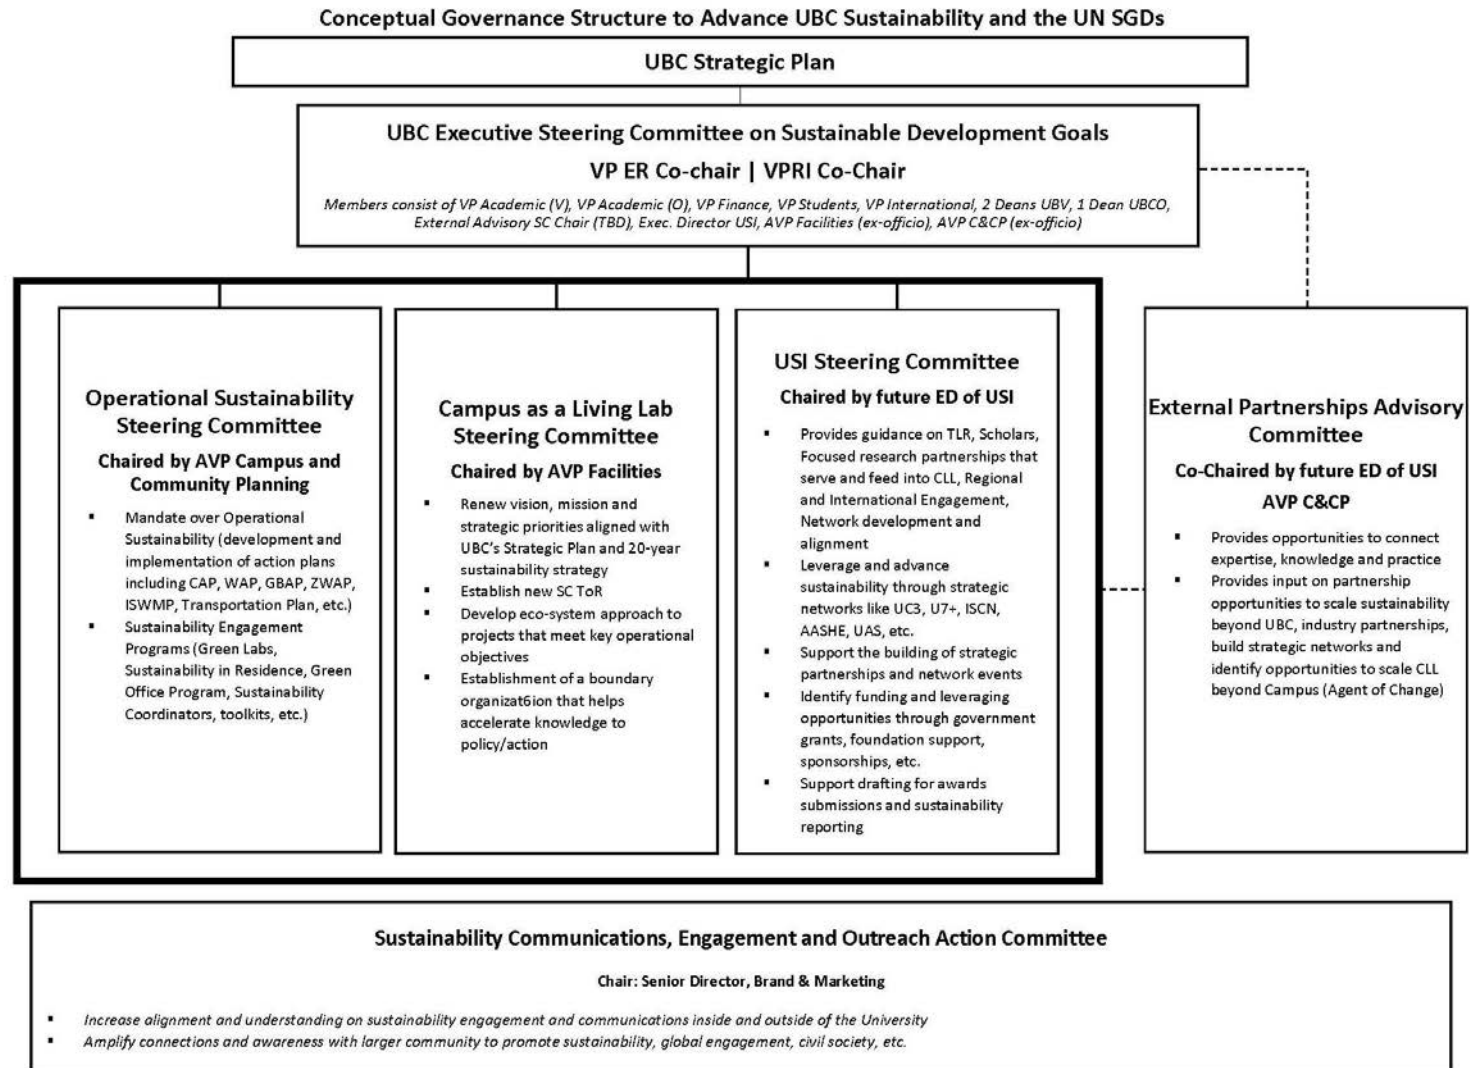 Conceptual Governance Structure to Advance UBC Sustainability and the UN SGDs
UBC Strategic Plan
UBC Executive Steering Committee on Sustainable Development Goals
VP ER Co-chair | VPRI Co-Chair
Members consist of VP Academic (V), VP Academic (O), VP Finance, VP Students, VP International, 2 Deans UBV, 1 Dean UBCO,
External Advisory SC Chair (TBD), Exec. Director USI, AVP Facilities (ex-officio), AVP C&CP (ex-officio)
Operational Sustainability
Steering Committee
Chaired by AVP Campus and
Community Planning
▪ Mandate over Operational
Sustainability (development and
implementation of action plans
including CAP, WAP, GBAP, ZWAP,
ISWMP, Transportation Plan, etc.)
▪ Sustainability Engagement
Programs (Green Labs,
Sustainability in Residence, Green
Office Program, Sustainability
Coordinators, toolkits, etc.)
Campus as a Living Lab
Steering Committee
Chaired by AVP Facilities
▪ Renew vision, mission and
strategic priorities aligned with
UBC's Strategic Plan and 20-year
sustainability strategy
▪ Establish new SC ToR
▪ Develop eco-system approach to
projects that meet key operational
objectives
▪ Establishment of a boundary
organizat6ion that helps
accelerate knowledge to
policy/action
USI Steering Committee
Chaired by future ED of USI
▪ Provides guidance on TLR, Scholars,
Focused research partnerships that
serve and feed into CLL, Regional
and International Engagement,
Network development and
alignment
▪ Leverage and advance
sustainability through strategic
networks like UC3, U7+, ISCN,
AASHE, UAS, etc.
▪ Support the building of strategic
partnerships and network events
▪ Identify funding and leveraging
opportunities through government
grants, foundation support,
sponsorships, etc.
▪ Support drafting for awards
submissions and sustainability
reporting
External Partnerships Advisory
Committee
Co-Chaired by future ED of USI
AVP C&CP
▪ Provides opportunities to connect
expertise, knowledge and practice
▪ Provides input on partnership
opportunities to scale sustainability
beyond UBC, industry partnerships,
build strategic networks and
identify opportunities to scale CLL
beyond Campus (Agent of Change)
Sustainability Communications, Engagement and Outreach Action Committee
Chair: Senior Director, Brand & Marketing
▪ Increase alignment and understanding on sustainability engagement and communications inside and outside of the University
▪ Amplify connections and awareness with larger community to promote sustainability, global engagement, civil society, etc.